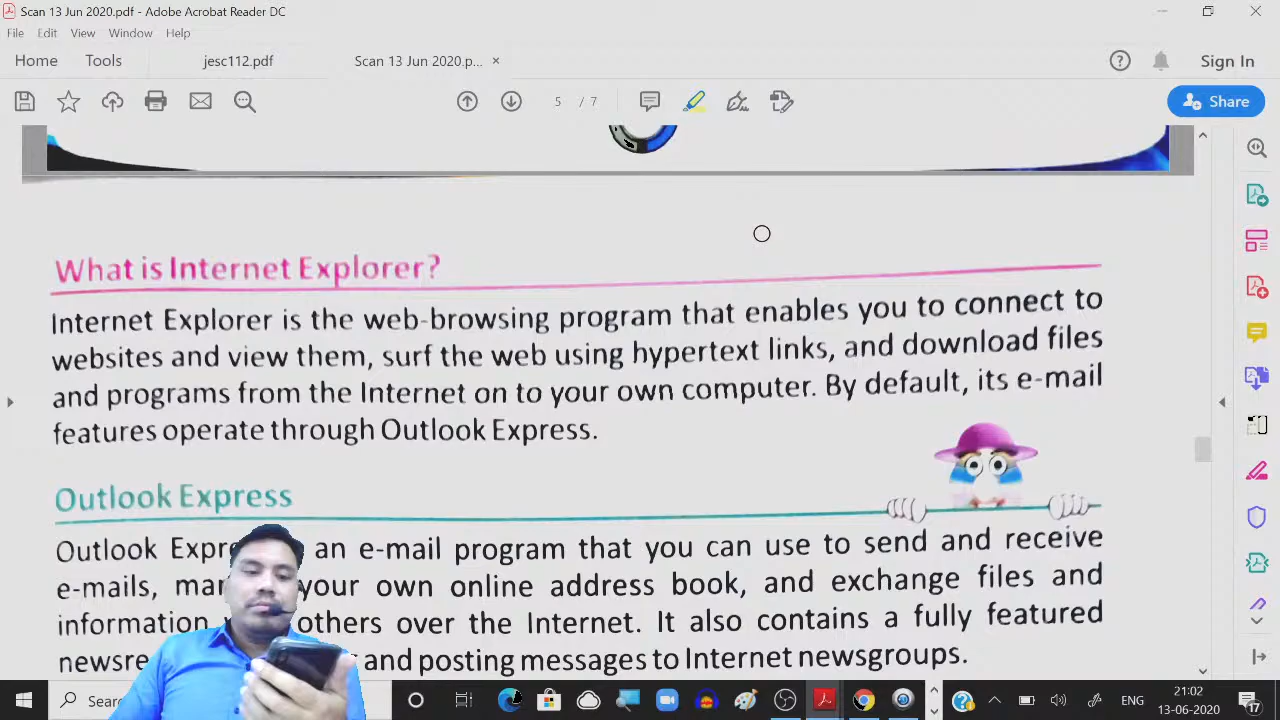 Scan 13 Jun 2020.pdf - Adobe Acrobat Reader DC
File Edit View Window Help
Home Tools jesc112.pdf Scan 13 Jun 2020.p... × Sign In
5 / 7 Share
What is Internet Explorer?
Internet Explorer is the web-browsing program that enables you to connect to
websites and view them, surf the web using hypertext links, and download files
and programs from the Internet on to your own computer. By default, its e-mail
features operate through Outlook Express.
Outlook Express
Outlook Expr an e-mail program that you can use to send and receive
e-mails, your own online address book, and exchange files and
information others over the Internet. It also contains a fully featured
and posting messages to Internet newsgroups.
Sear ENG 21:02
13-06-2020 17